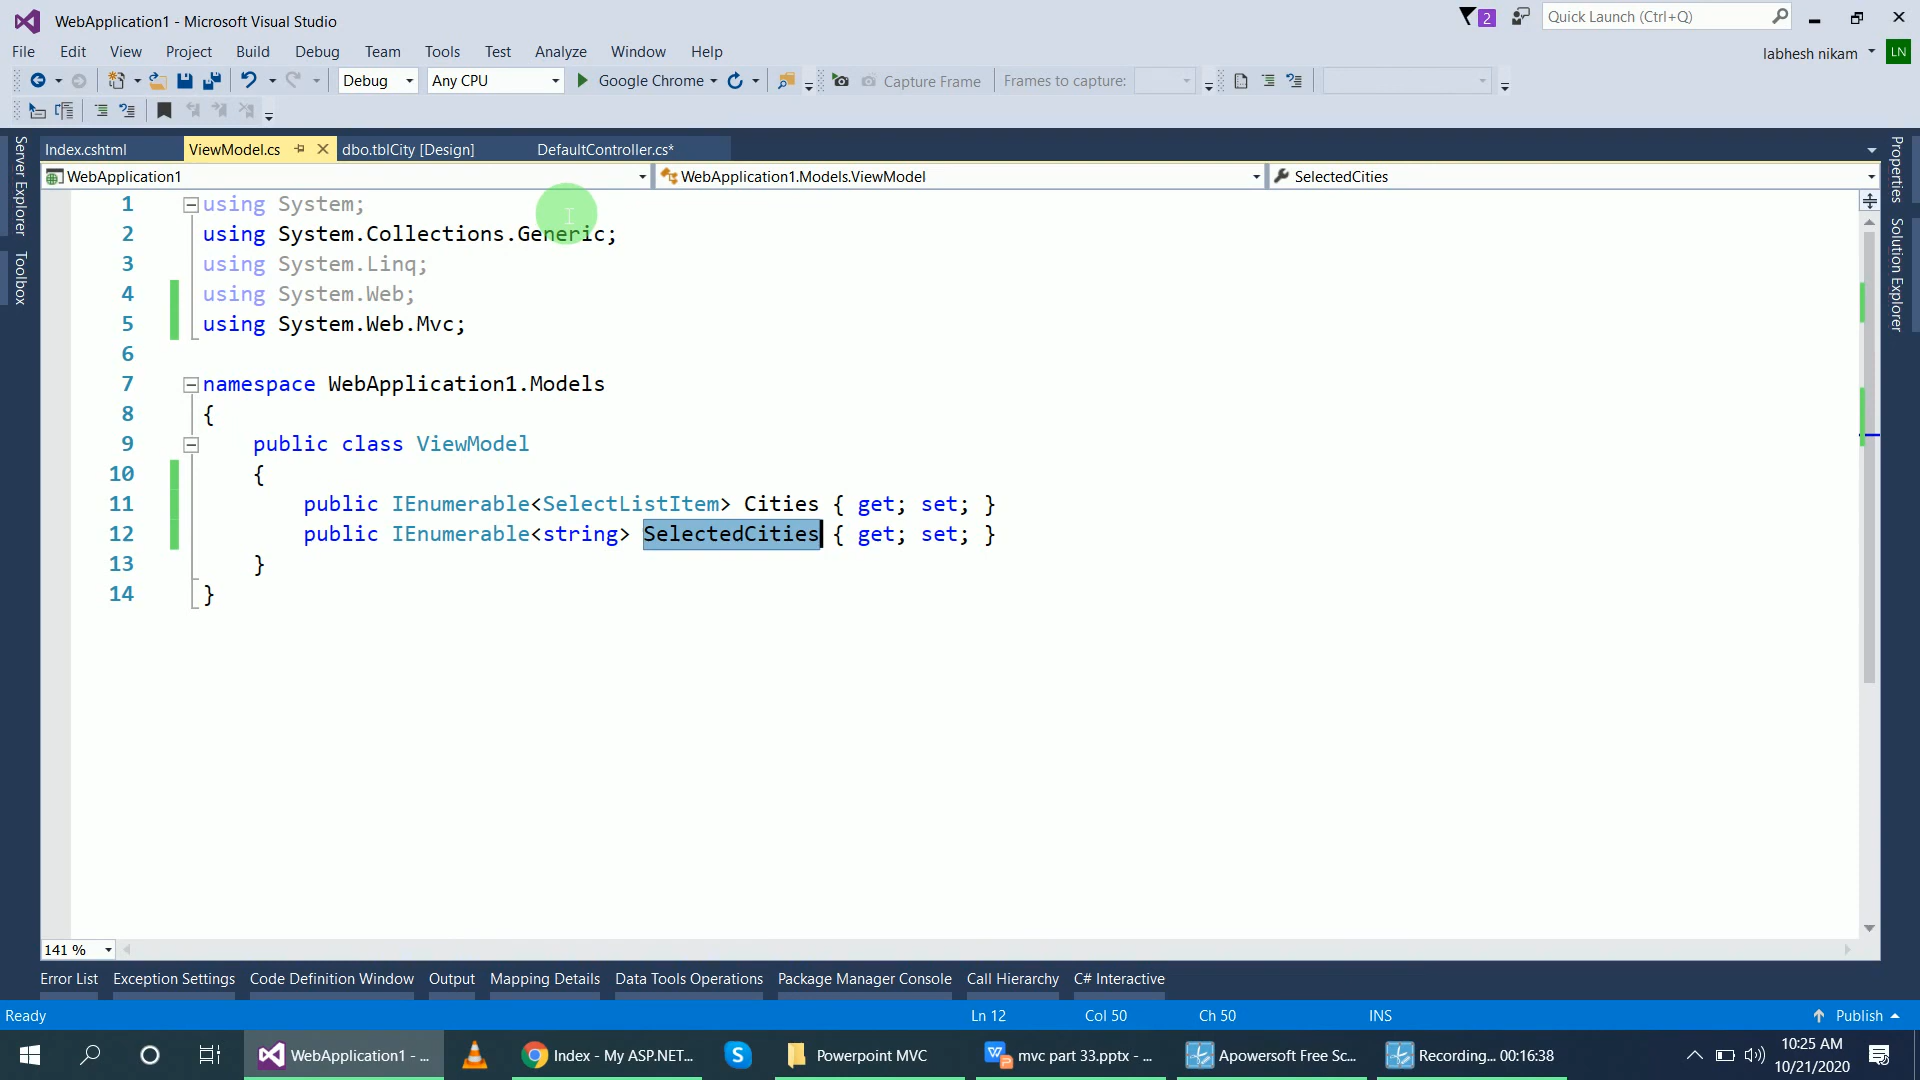 WebApplication1 - Microsoft Visual Studio
2
Quick Launch (Ctrl+Q)
File Edit View Project Build Debug Team Tools Test Analyze Window Help
labhesh nikam LN
Debug Any CPU Google Chrome Capture Frame Frames to capture:
Index.cshtml ViewModel.cs dbo.tblCity [Design] DefaultController.cs*
WebApplication1 WebApplication1.Models.ViewModel SelectedCities
Server Explorer
Toolbox
Properties
Solution Explorer
1 using System;
2 using System.Collections.Generic;
3 using System.Linq;
4 using System.Web;
5 using System.Web.Mvc;
6
7 namespace WebApplication1.Models
8 {
9 public class ViewModel
10 {
11 public IEnumerable<SelectListItem> Cities { get; set; }
12 public IEnumerable<string> SelectedCities { get; set; }
13 }
14 }
141 %
Error List Exception Settings Code Definition Window Output Mapping Details Data Tools Operations Package Manager Console Call Hierarchy C# Interactive
Ready Ln 12 Col 50 Ch 50 INS Publish
WebApplication1 - ... Index - My ASP.NET... Powerpoint MVC mvc part 33.pptx - ... Apowersoft Free Sc... Recording... 00:16:38
10:25 AM
10/21/2020